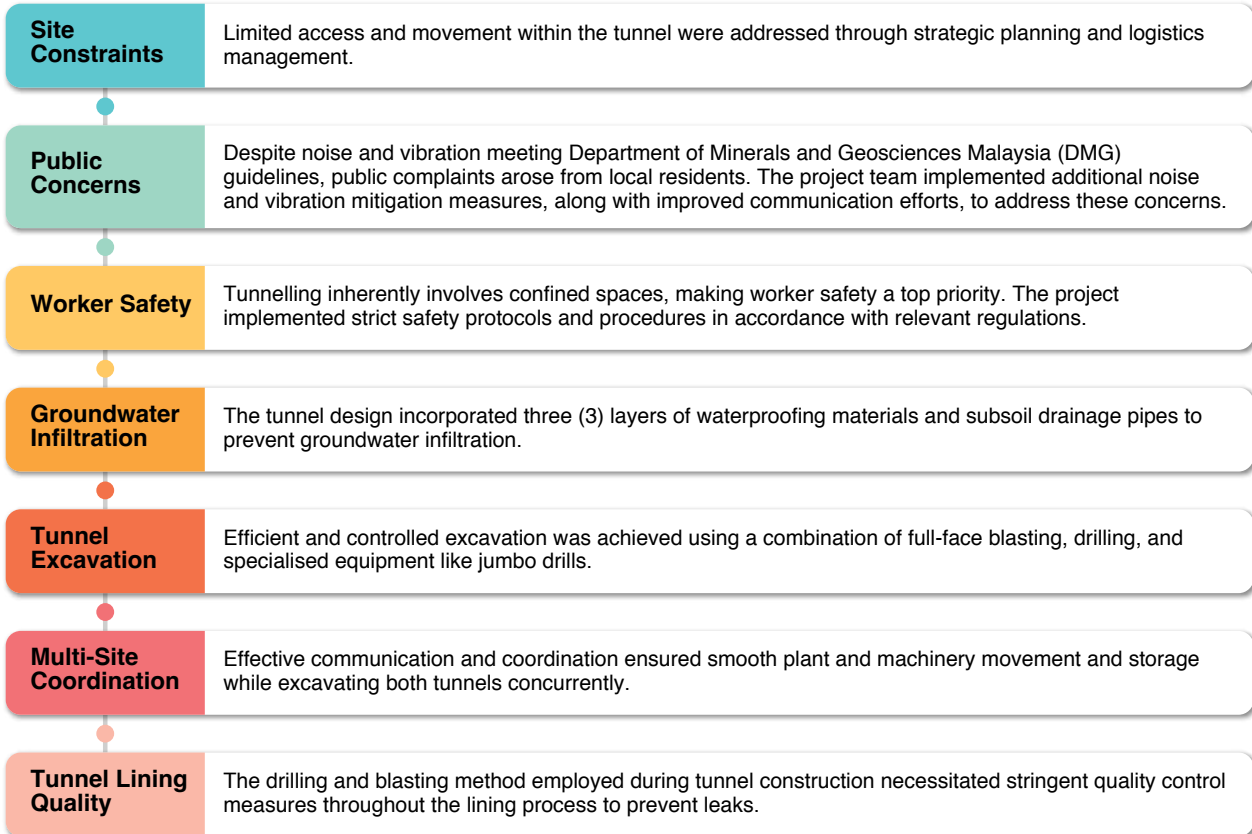 Site
Constraints
Limited access and movement within the tunnel were addressed through strategic planning and logistics
management.
Public
Concerns
Despite noise and vibration meeting Department of Minerals and Geosciences Malaysia (DMG)
guidelines, public complaints arose from local residents. The project team implemented additional noise
and vibration mitigation measures, along with improved communication efforts, to address these concerns.
Worker Safety
Tunnelling inherently involves confined spaces, making worker safety a top priority. The project
implemented strict safety protocols and procedures in accordance with relevant regulations.
Groundwater
Infiltration
The tunnel design incorporated three (3) layers of waterproofing materials and subsoil drainage pipes to
prevent groundwater infiltration.
Tunnel
Excavation
Efficient and controlled excavation was achieved using a combination of full-face blasting, drilling, and
specialised equipment like jumbo drills.
Multi-Site
Coordination
Effective communication and coordination ensured smooth plant and machinery movement and storage
while excavating both tunnels concurrently.
Tunnel Lining
Quality
The drilling and blasting method employed during tunnel construction necessitated stringent quality control
measures throughout the lining process to prevent leaks.